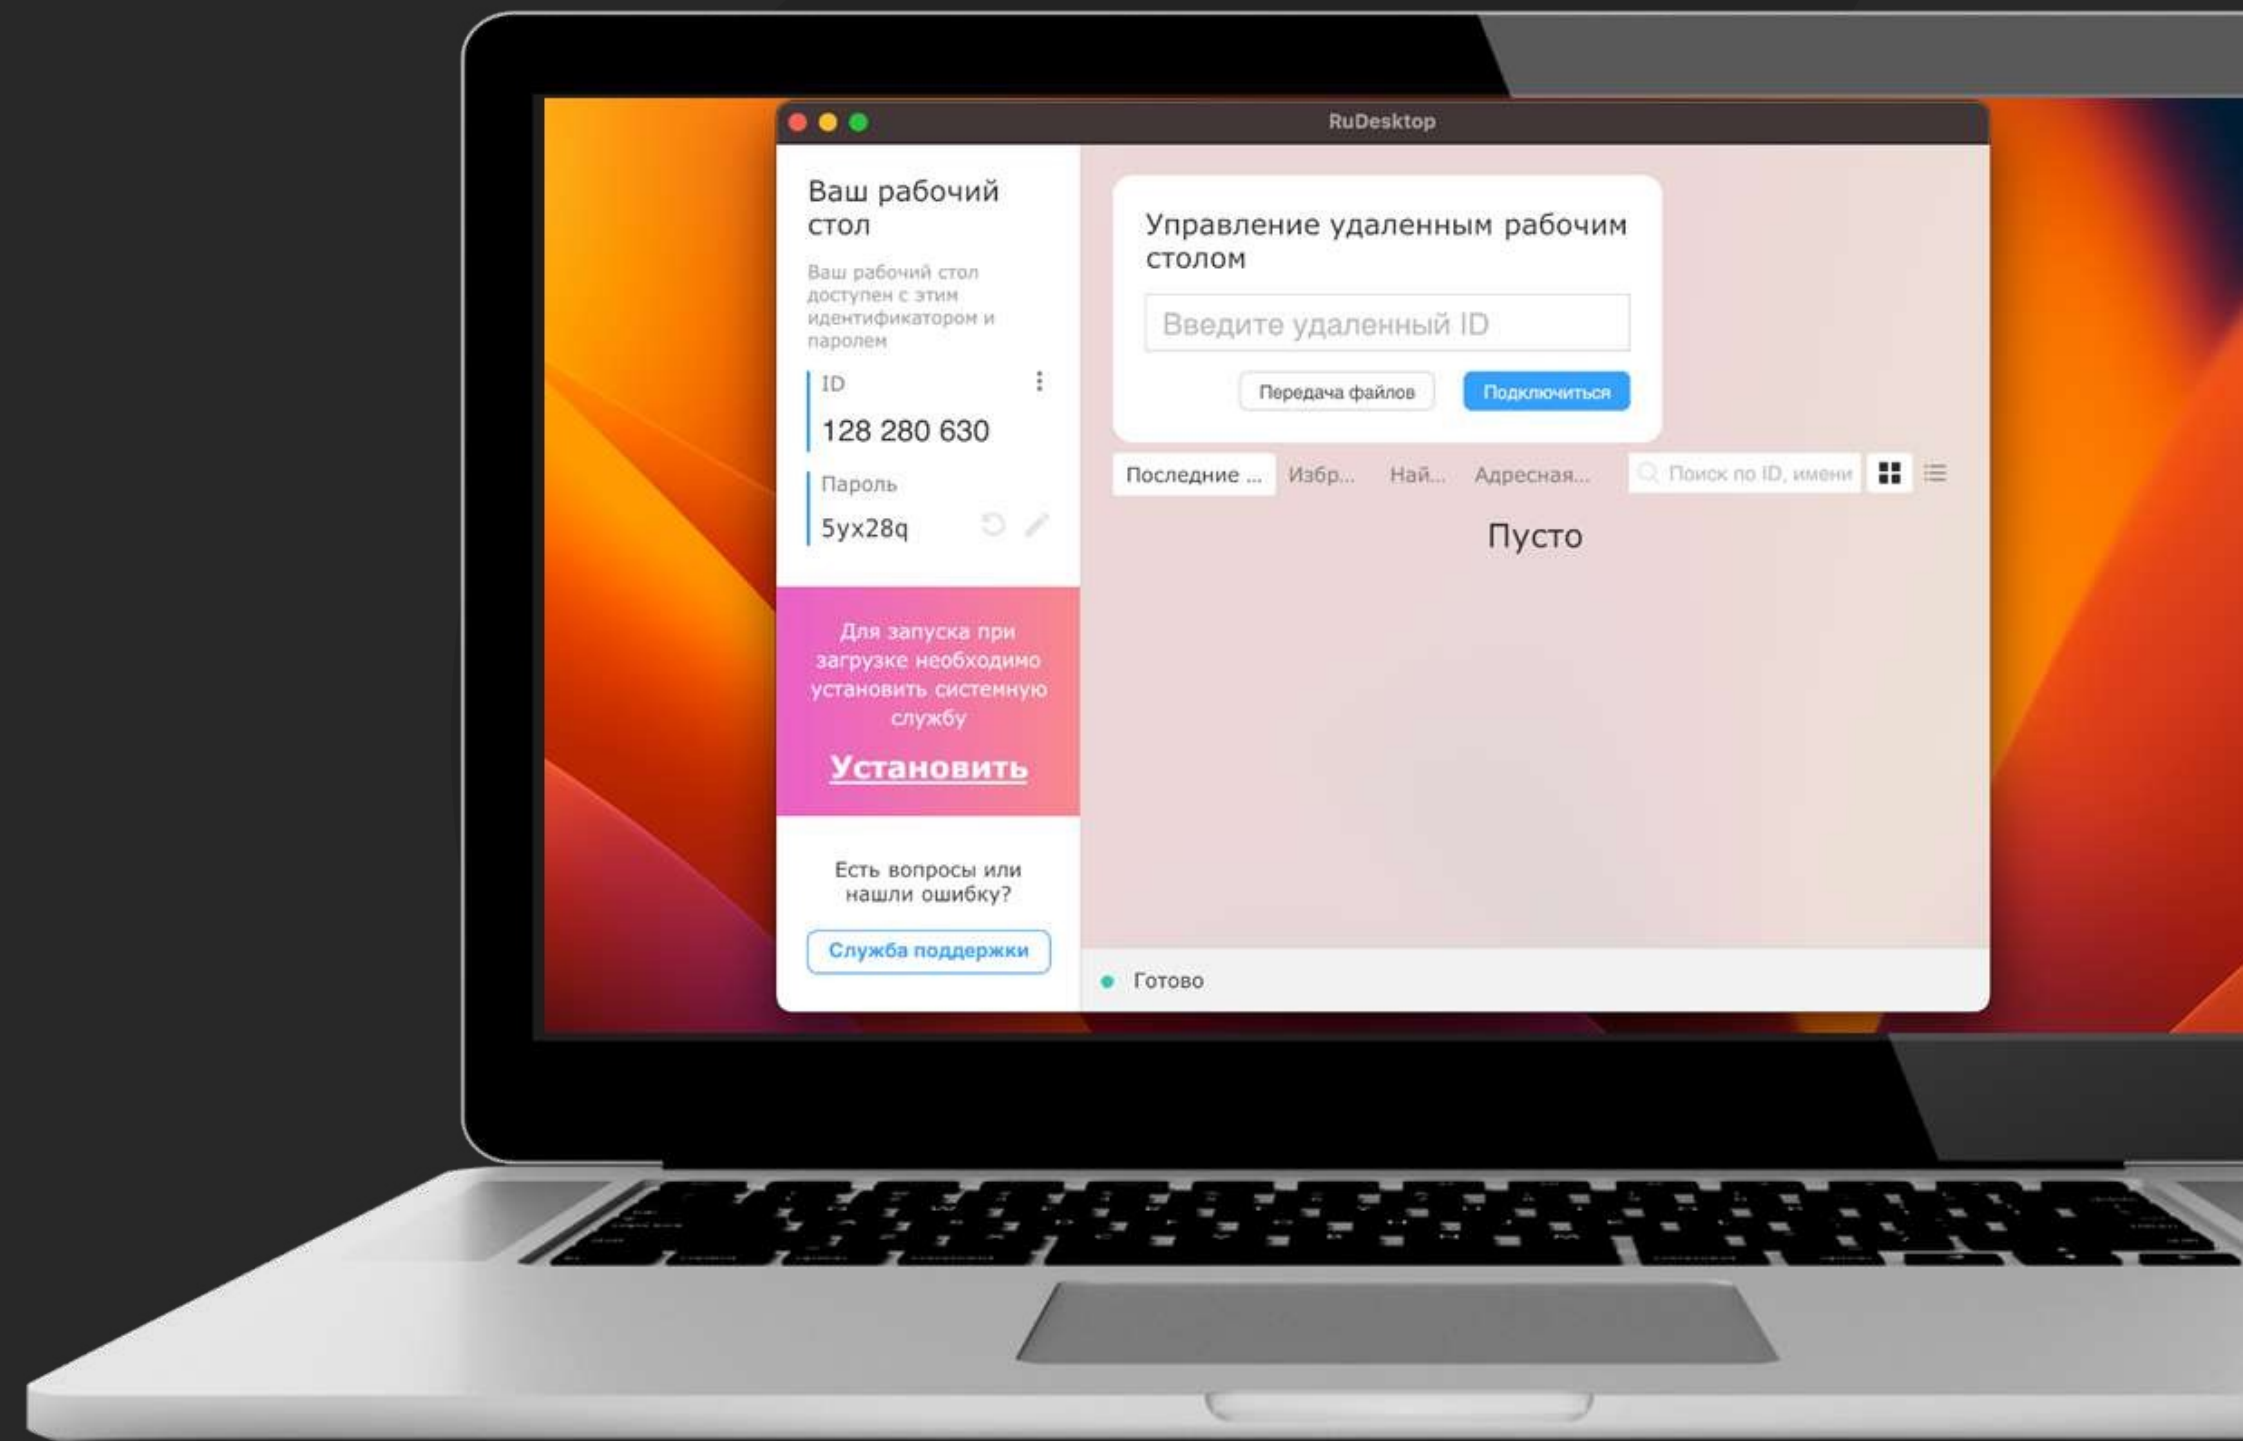 RuDesktop
Ваш рабочий
стол
Ваш рабочий стол
доступен с этим
идентификатором и
паролем
ID
128 280 630
Пароль
5yx28q
Для запуска при
загрузке необходимо
установить системную
службу
Установить
Есть вопросы или
нашли ошибку?
Служба поддержки
Управление удаленным рабочим
столом
Введите удаленный ID
Передача файлов
Подключиться
Последние ... Избр... Най... Адресная... Поиск по ID, имени
Пусто
Готово